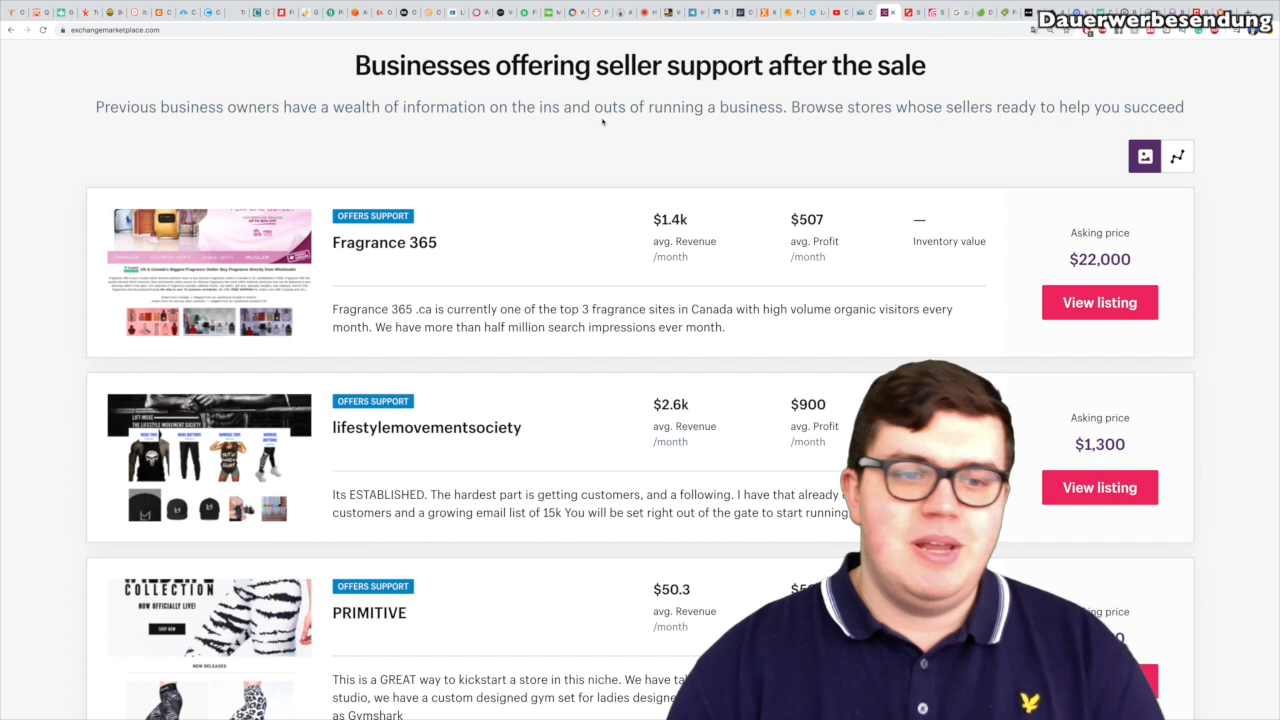 Dauerwerbesendung
exchangemarketplace.com
Businesses offering seller support after the sale
Previous business owners have a wealth of information on the ins and outs of running a business. Browse stores whose sellers ready to help you succeed
OFFERS SUPPORT
Fragrance 365
$1.4k
avg. Revenue
/month
$507
avg. Profit
/month
—
Inventory value
Asking price
$22,000
View listing
Fragrance 365 .ca is currently one of the top 3 fragrance sites in Canada with high volume organic visitors every
month. We have more than half million search impressions ever month.
OFFERS SUPPORT
lifestylemovementsociety
$2.6k
avg. Revenue
/month
$900
avg. Profit
/month
Asking price
$1,300
View listing
Its ESTABLISHED. The hardest part is getting customers, and a following. I have that already
customers and a growing email list of 15k You will be set right out of the gate to start running
COLLECTION
NOW OFFICIALLY LIVE!
SHOP NOW
NEW RELEASES
OFFERS SUPPORT
PRIMITIVE
$50.3
avg. Revenue
/month
price
This is a GREAT way to kickstart a store in this niche. We have
studio, we have a custom designed gym set for ladies
as Gymshark